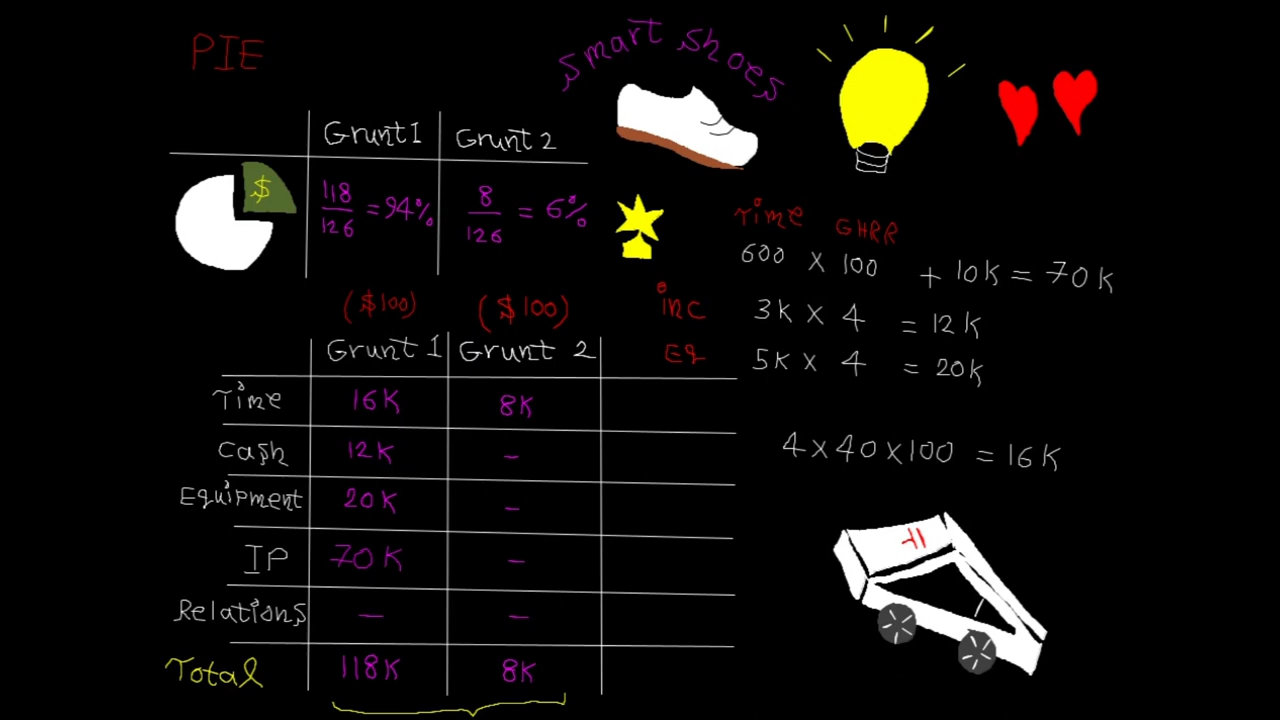 PIE
Smart Shoes
Grunt 1 Grunt 2
$ 118/126 = 94% 8/126 = 6%
Time GHRR
600 X 100 + 10K = 70K
($100) ($100) inc 3K X 4 = 12K
Grunt 1 Grunt 2 Eq 5K X 4 = 20K
Time 16K 8K
Cash 12K - 4 X 40 X 100 = 16K
Equipment 20K -
IP 70K -
Relations - -
Total 118K 8K